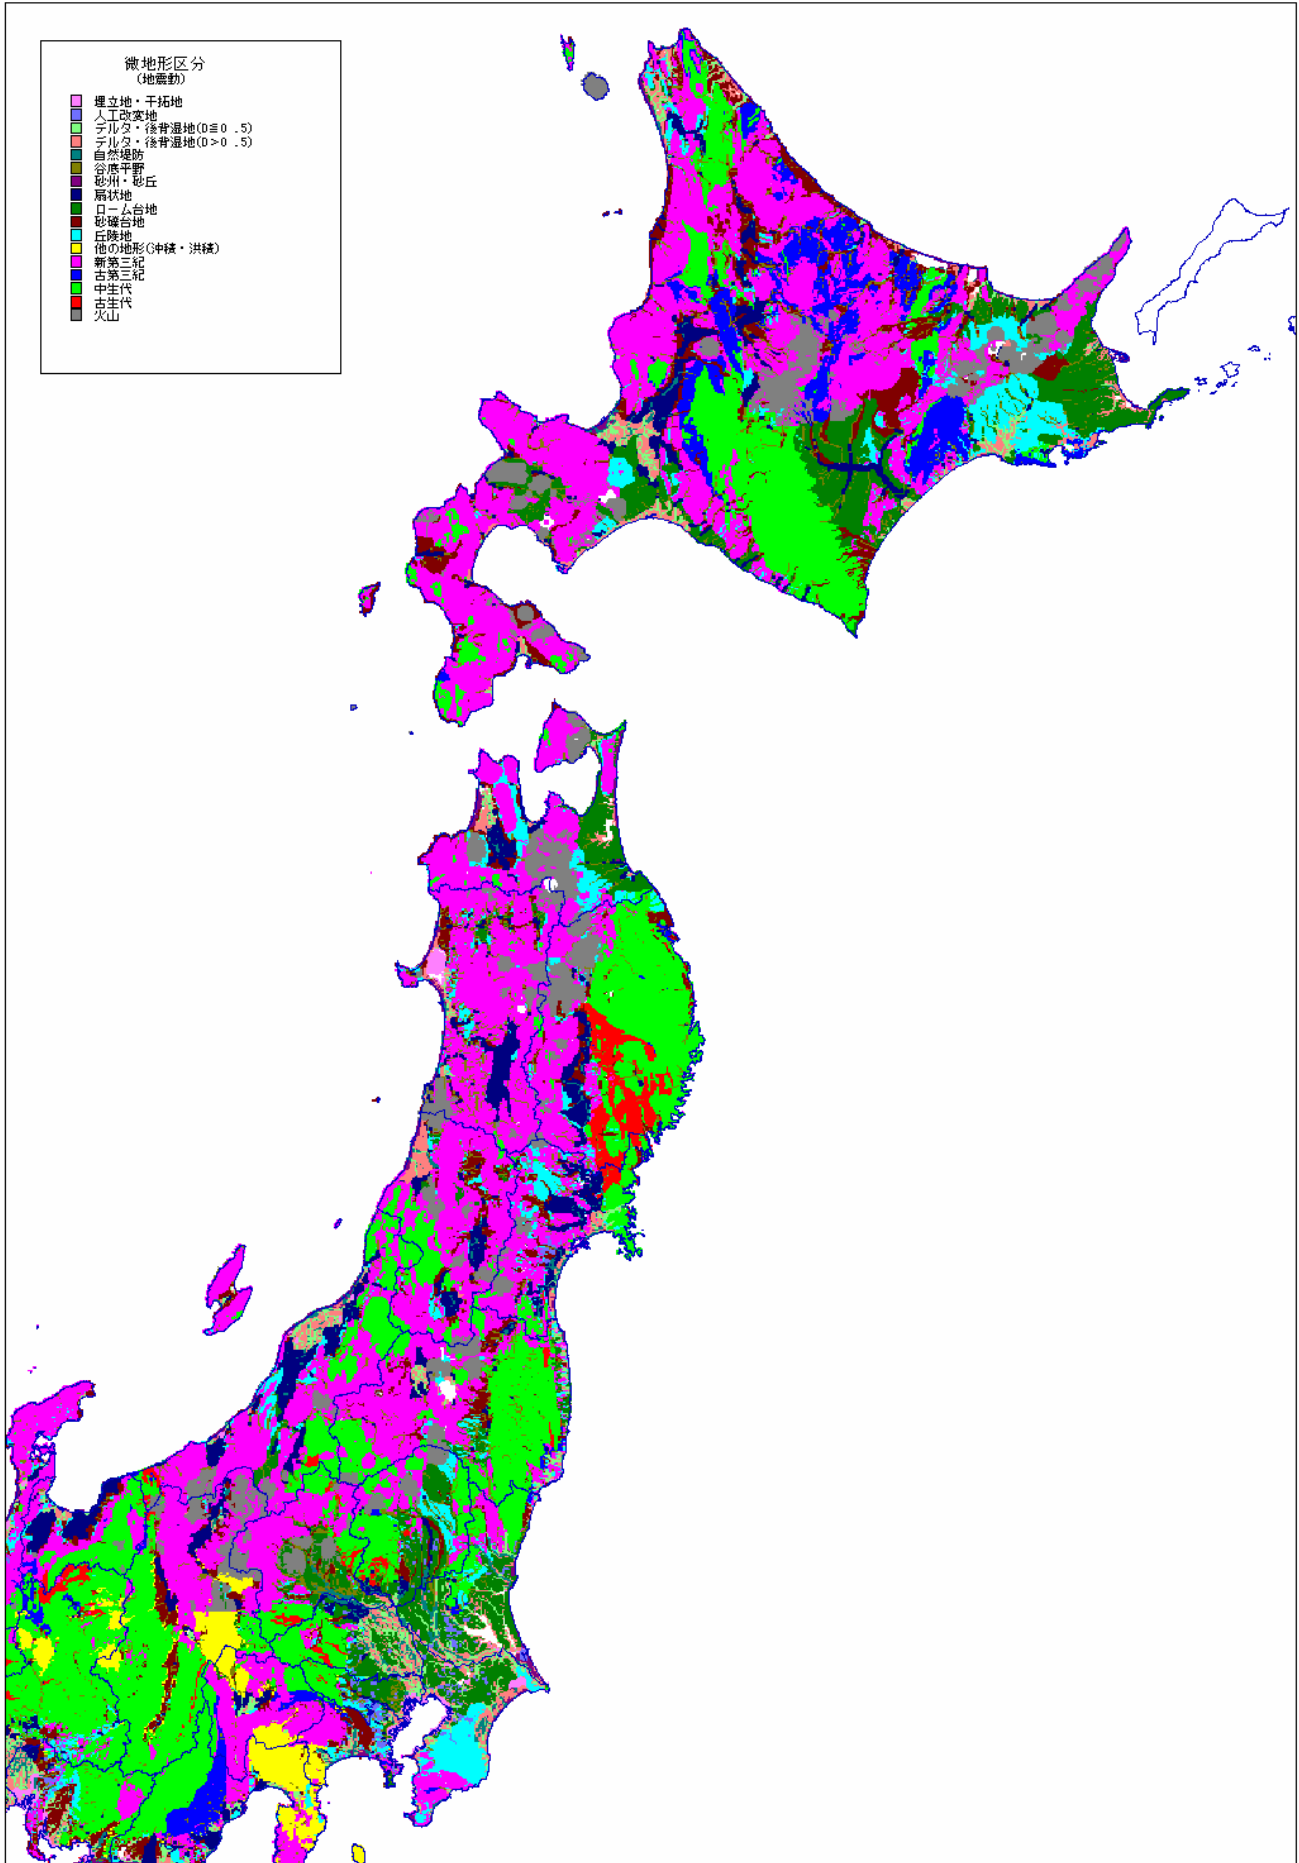 微地形区分
(地震動)
埋立地・干拓地
人工改変地
デルタ・後背湿地(D≦0.5)
デルタ・後背湿地(D>0.5)
自然堤防
谷底平野
砂州・砂丘
扇状地
ローム台地
砂礫台地
丘陵地
他の地形(沖積・洪積)
新第三紀
古第三紀
中生代
古生代
火山